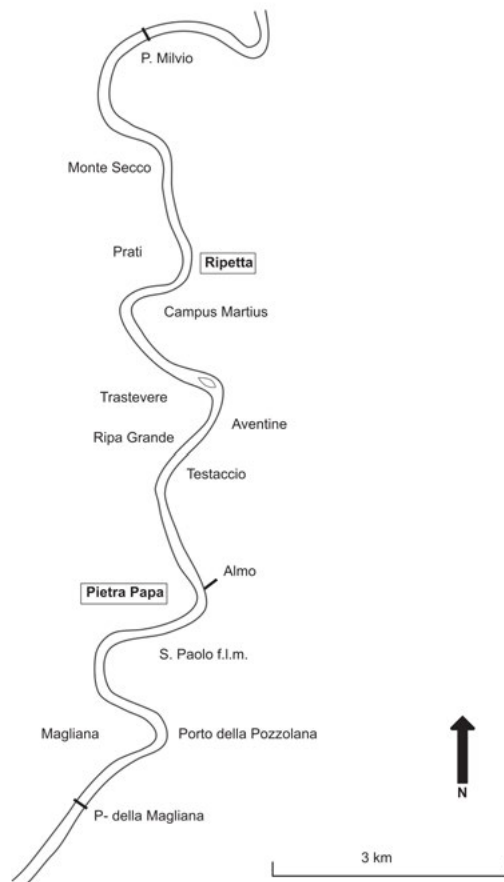 P. Milvio
Monte Secco
Prati
Ripetta
Campus Martius
Trastevere
Aventine
Ripa Grande
Testaccio
Almo
Pietra Papa
S. Paolo f.l.m.
Magliana
Porto della Pozzolana
N
P- della Magliana
3 km